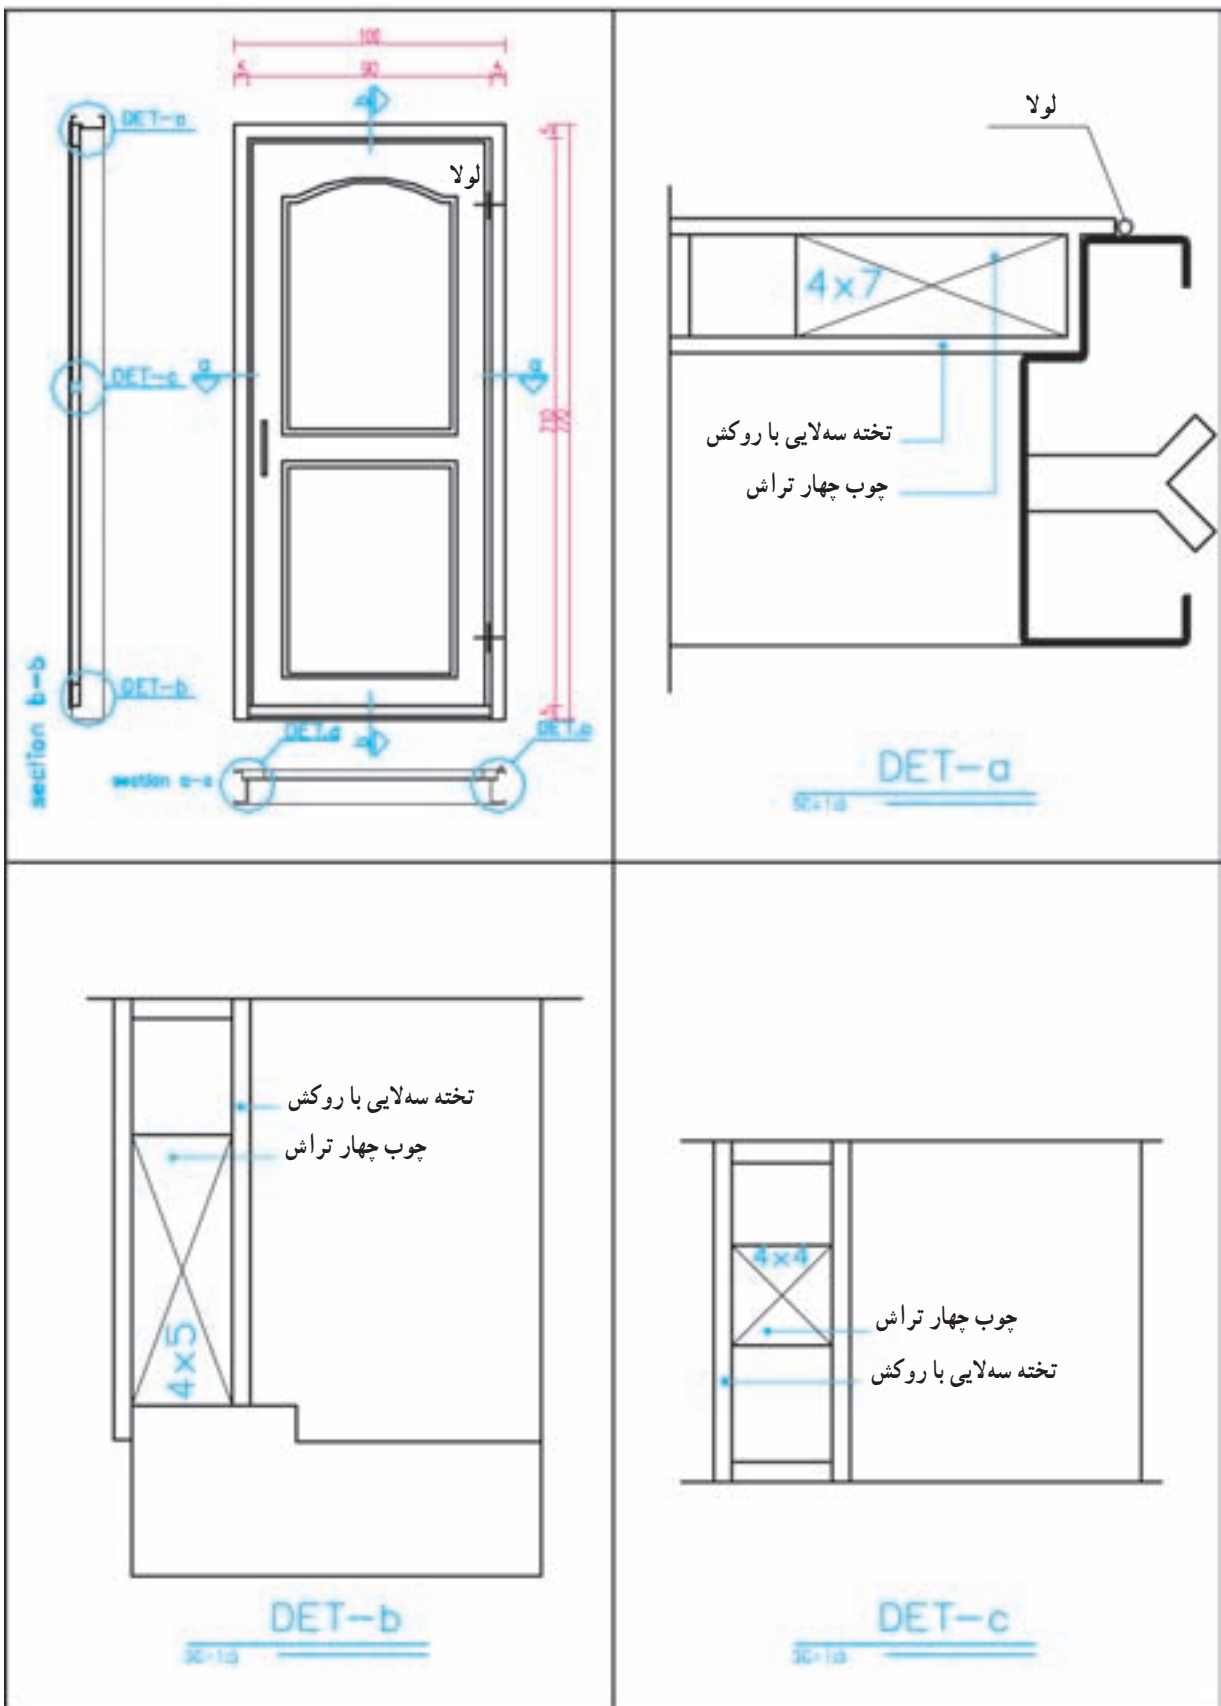 100
90
DET-a
لولا
a
a
DET-c
DET-b
section b-b
section a-a
لولا
4x7
تخته سه‌لایی با روکش
چوب چهار تراش
DET-a
تخته سه‌لایی با روکش
چوب چهار تراش
4x5
DET-b
4x4
چوب چهار تراش
تخته سه‌لایی با روکش
DET-c